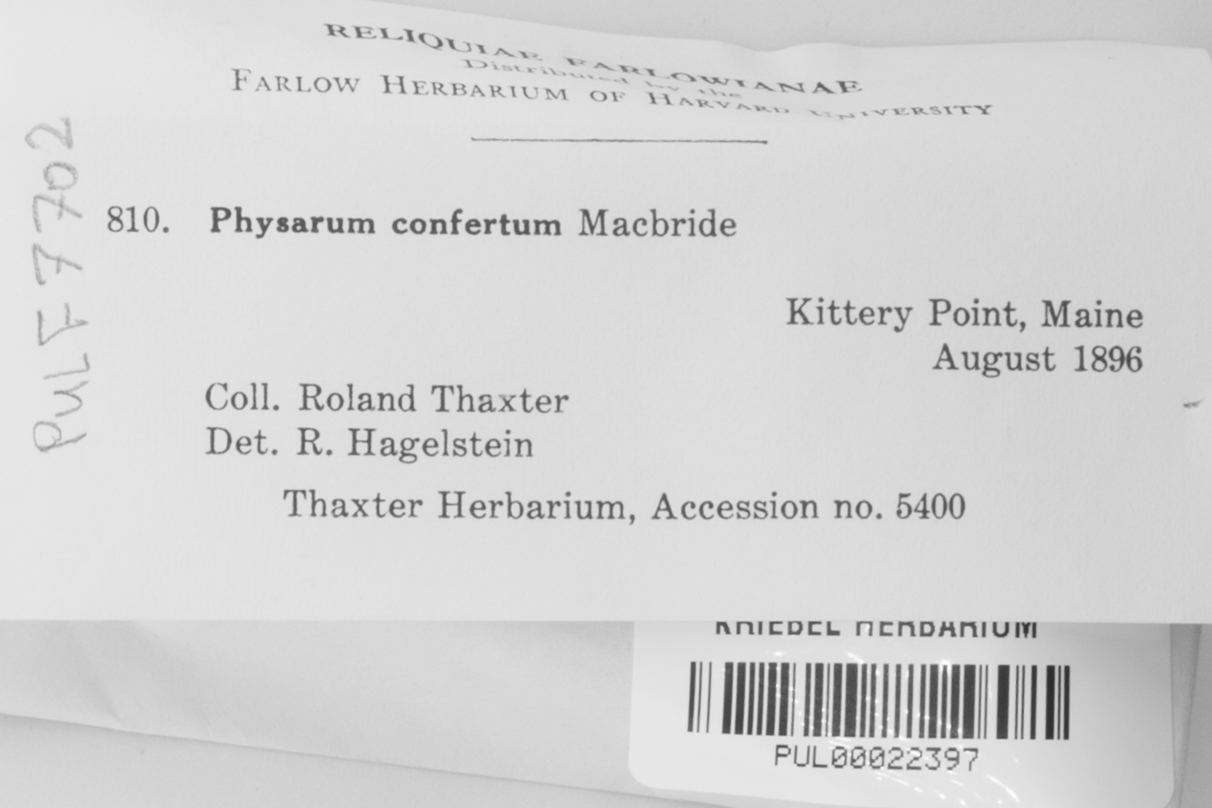 RELIQUIAE FARLOWIANAE
Distributed by the
FARLOW HERBARIUM OF HARVARD UNIVERSITY
PUL F7702
810. Physarum confertum Macbride
Kittery Point, Maine
August 1896
Coll. Roland Thaxter
Det. R. Hagelstein
Thaxter Herbarium, Accession no. 5400
KRIEBEL HERBARIUM
PUL00022397